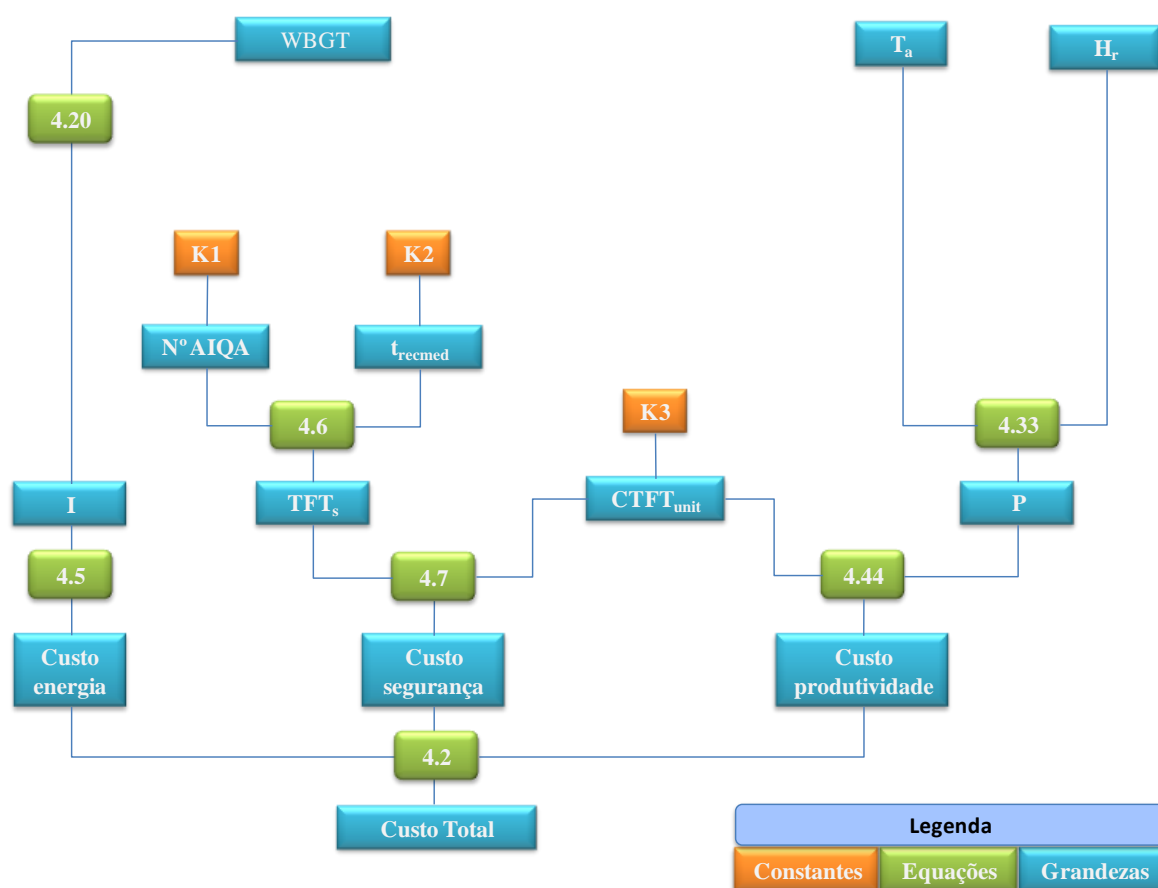 WBGT
Ta
Hr
4.20
K1
K2
Nº AIQA
trecmed
K3
4.6
4.33
I
TFTs
CTFTunit
P
4.5
4.7
4.44
Custo
energia
Custo
segurança
Custo
produtividade
4.2
Custo Total
Legenda
Constantes
Equações
Grandezas